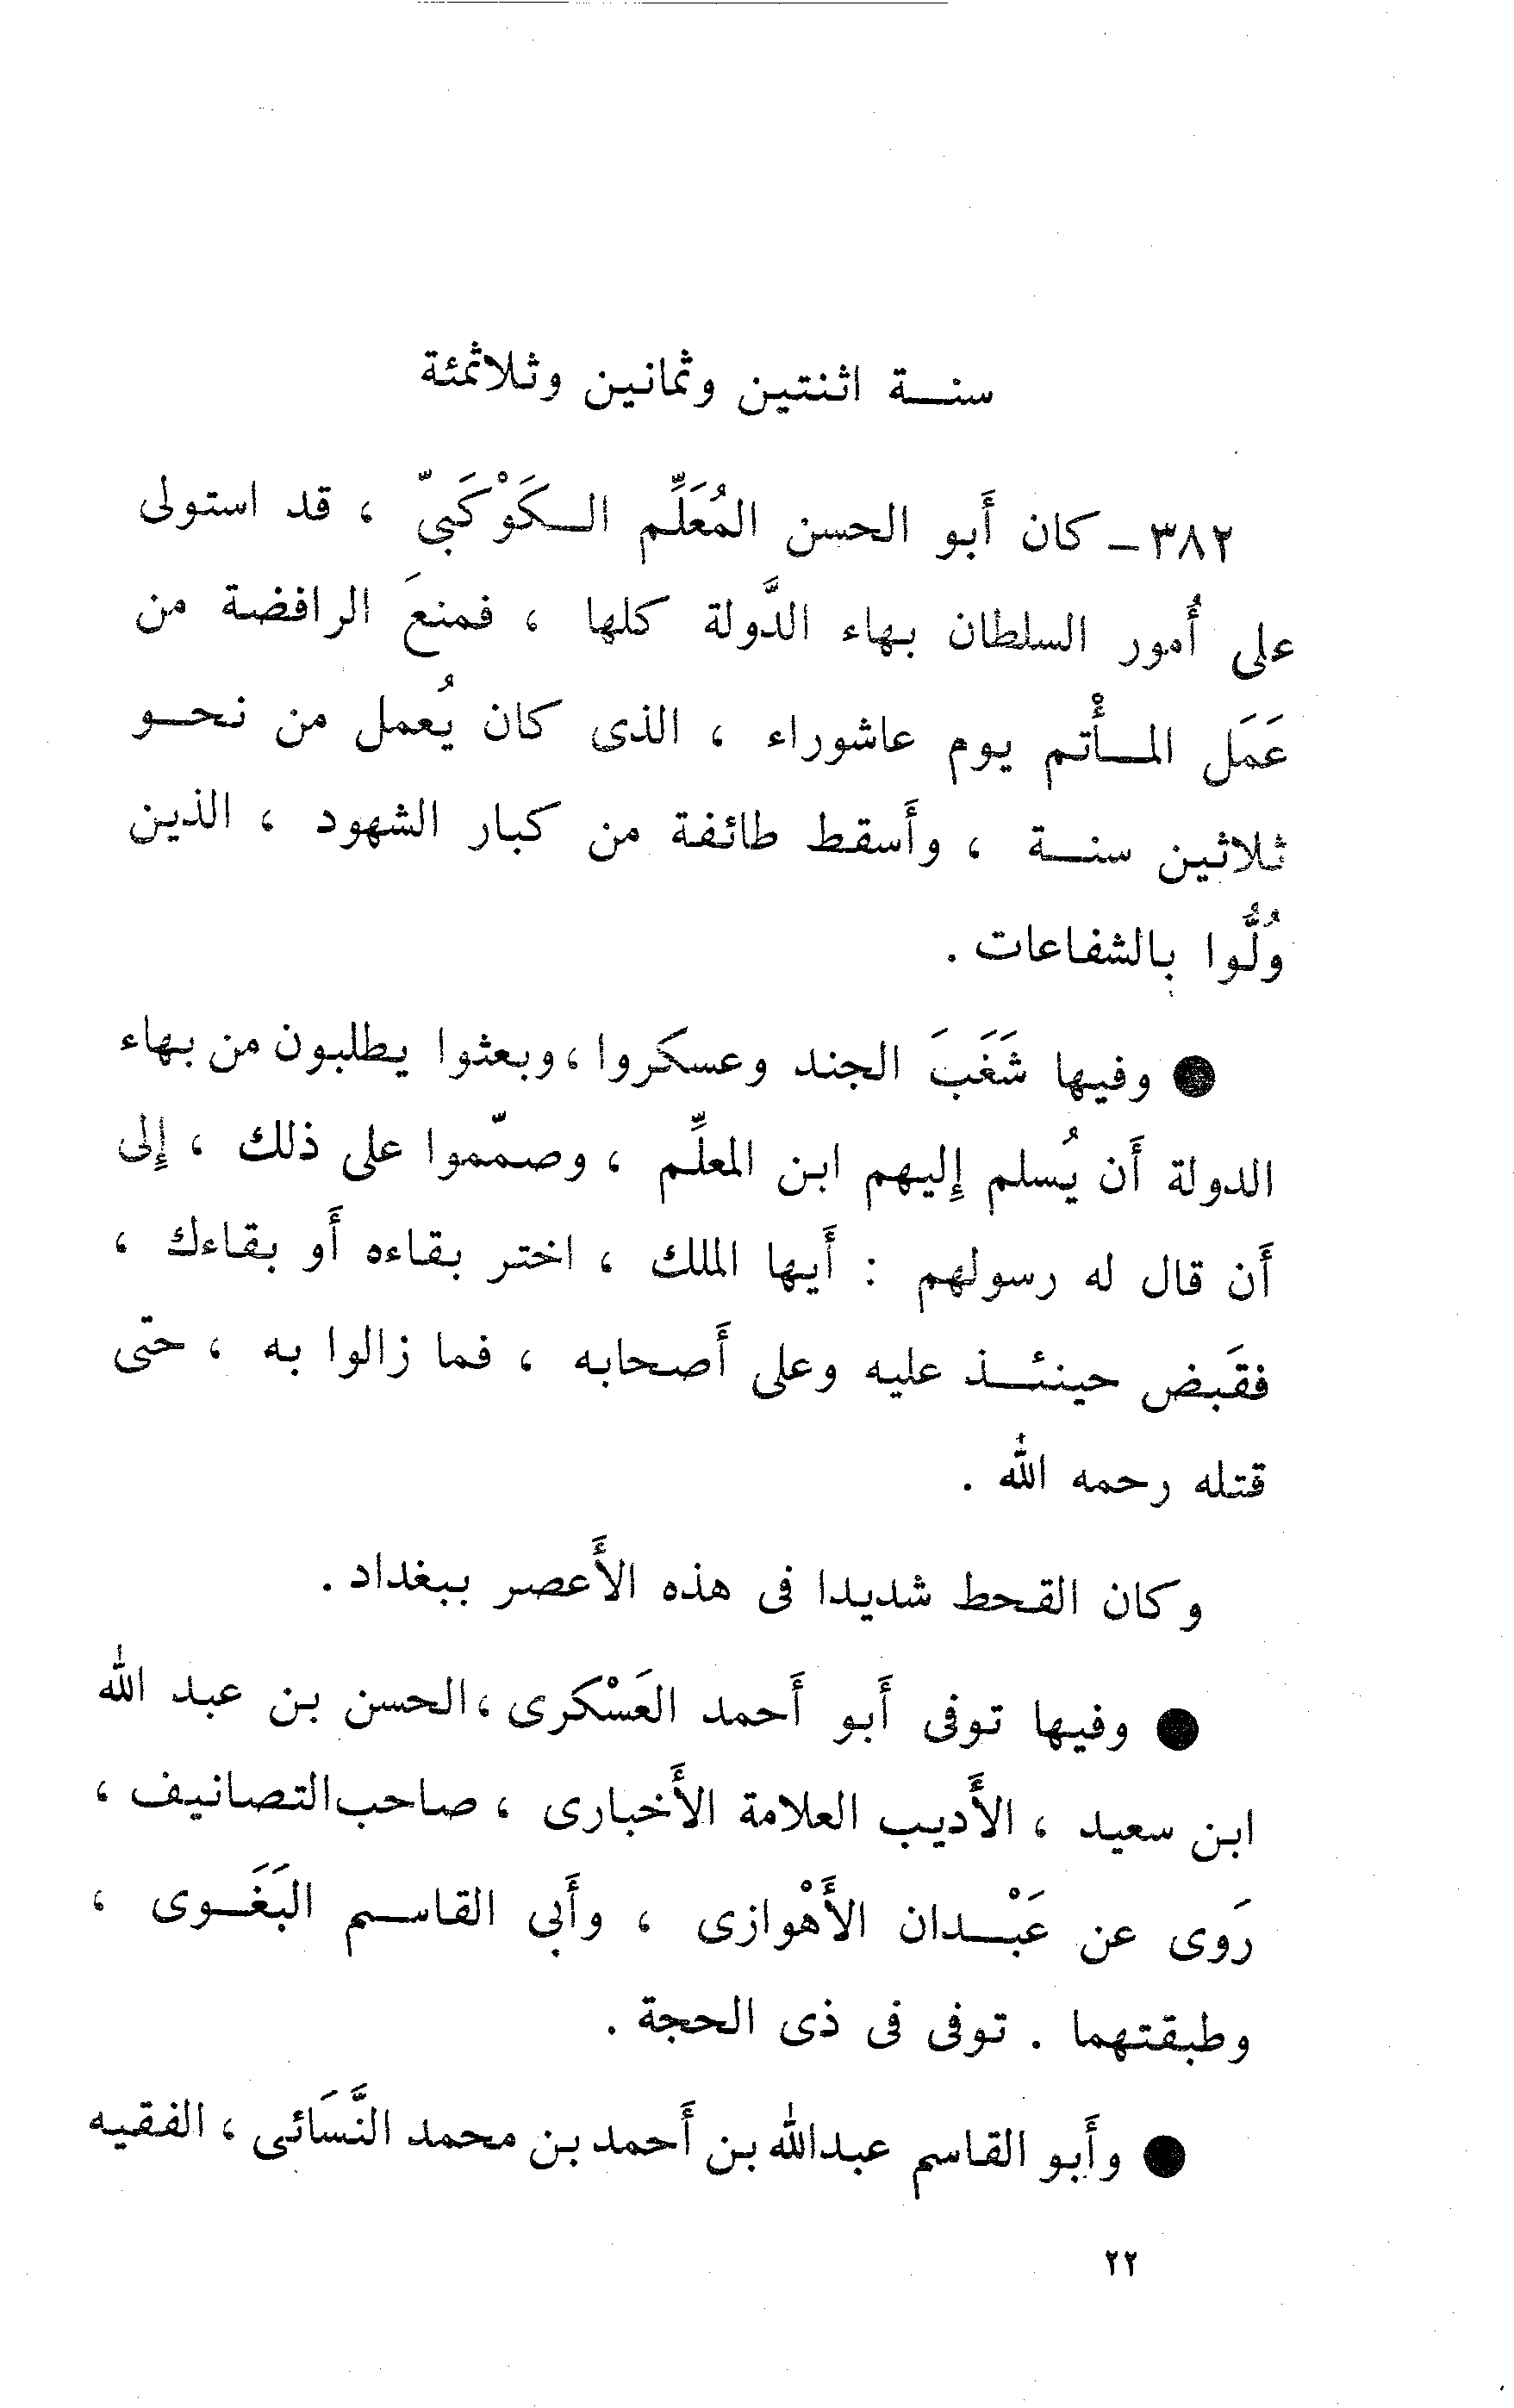 سنة اثنتين وثمانين وثلاثمئة
٣٨٢ - كان أَبو الحسن المُعَلِّم الكَوْكَبىّ ، قد استولى
على أُمور السلطان بهاء الدَّولة كلها ، فمنعَ الرافضة من
عَمَل المأْتم يوم عاشوراء ، الذى كان يُعمل من نحو
ثلاثين سنة ، وأَسقط طائفة من كبار الشهود ، الذين
وُلُّوا بالشفاعات .
● وفيها شَغَبَ الجند وعسكروا ، وبعثوا يطلبون من بهاء
الدولة أَن يُسلم إِليهم ابن المعلِّم ، وصمّموا على ذلك ، إِلى
أَن قال له رسولهم : أَيها الملك ، اختر بقاءه أَو بقاءك ،
فقَبض حينئذ عليه وعلى أَصحابه ، فما زالوا به ، حتى
قتله رحمه الله .
وكان القحط شديدا فى هذه الأَعصر ببغداد .
● وفيها توفى أَبو أَحمد العَسْكرى ، الحسن بن عبد الله
ابن سعيد ، الأَديب العلامة الأَخبارى ، صاحب التصانيف ،
رَوى عن عَبْدان الأَهْوازى ، وأَبى القاسم البَغَوى ،
وطبقتهما . توفى فى ذى الحجة .
● وأَبو القاسم عبدالله بن أَحمد بن محمد النَّسَائى ، الفقيه
٢٢